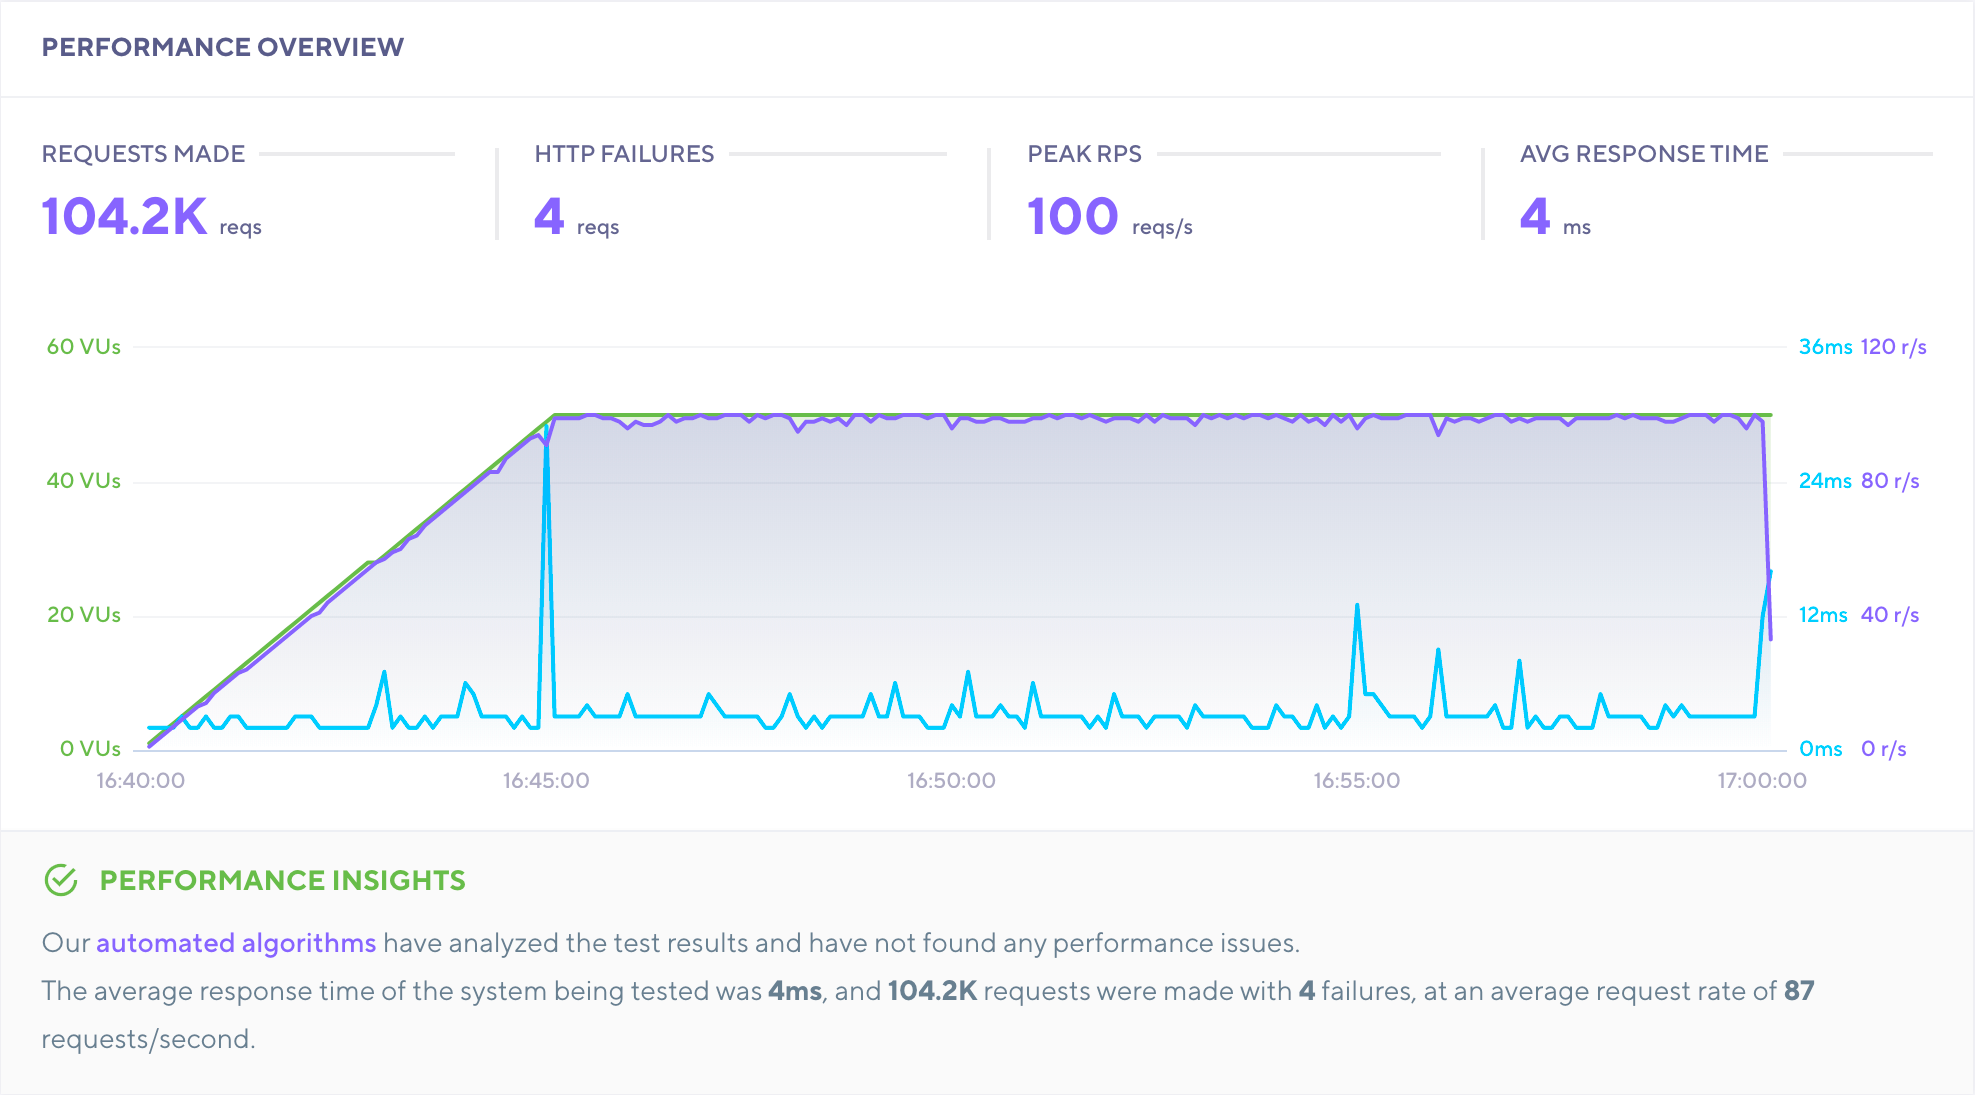 PERFORMANCE OVERVIEW
REQUESTS MADE
104.2K reqs
HTTP FAILURES
4 reqs
PEAK RPS
100 reqs/s
AVG RESPONSE TIME
4 ms
60 VUs
40 VUs
20 VUs
0 VUs
36ms 120 r/s
24ms 80 r/s
12ms 40 r/s
0ms 0 r/s
16:40:00 16:45:00 16:50:00 16:55:00 17:00:00
PERFORMANCE INSIGHTS
Our automated algorithms have analyzed the test results and have not found any performance issues.
The average response time of the system being tested was 4ms, and 104.2K requests were made with 4 failures, at an average request rate of 87
requests/second.